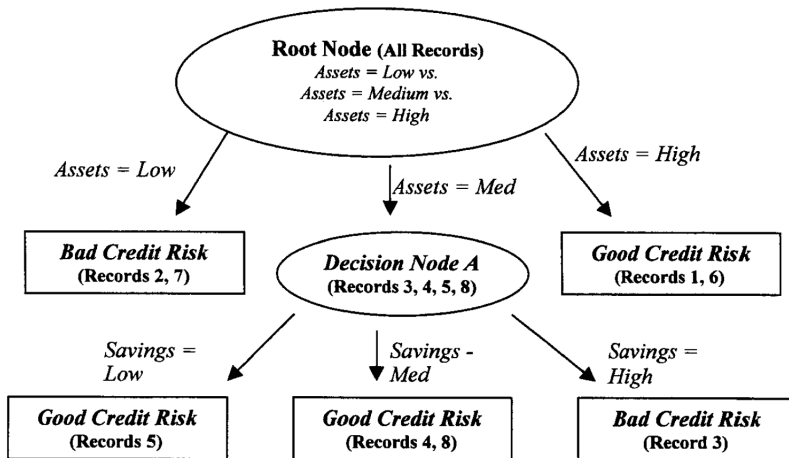 Root Node (All Records)
Assets = Low vs.
Assets = Medium vs.
Assets = High
Assets = Low
Assets = Med
Assets = High
Bad Credit Risk
(Records 2, 7)
Decision Node A
(Records 3, 4, 5, 8)
Good Credit Risk
(Records 1, 6)
Savings =
Low
Savings -
Med
Savings =
High
Good Credit Risk
(Records 5)
Good Credit Risk
(Records 4, 8)
Bad Credit Risk
(Record 3)